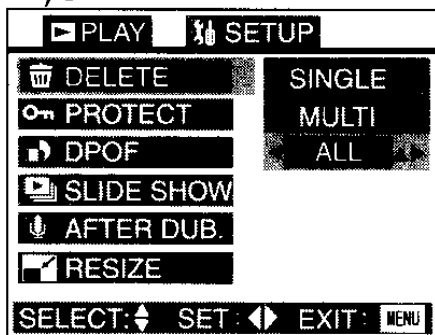 PLAY SETUP
DELETE SINGLE
PROTECT MULTI
DPOF ALL
SLIDE SHOW
AFTER DUB.
RESIZE
SELECT: SET: EXIT: MENU